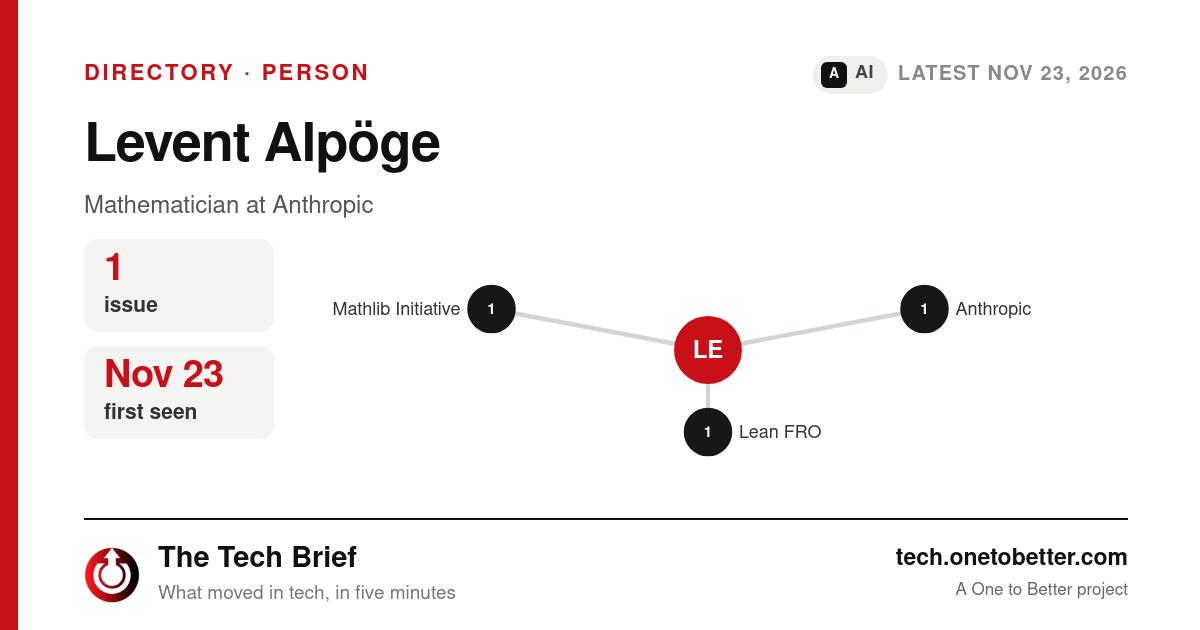 DIRECTORY · PERSON
A AI LATEST NOV 23, 2026
Levent Alpöge
Mathematician at Anthropic
1
issue
Nov 23
first seen
Mathlib Initiative 1
LE
1 Anthropic
1 Lean FRO
The Tech Brief
What moved in tech, in five minutes
tech.onetobetter.com
A One to Better project